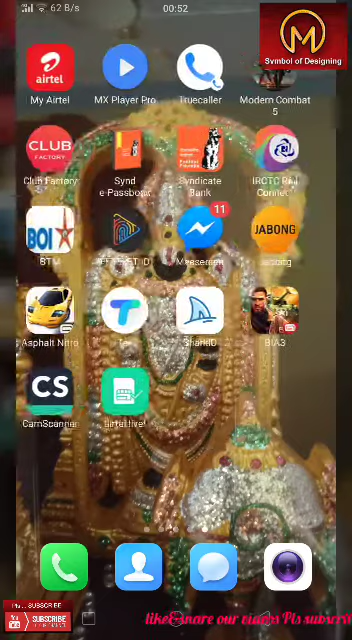 62 B/s
00:52
Symbol of Designing
airtel
My Airtel
MX Player Pro
Truecaller
Modern Combat
5
CLUB
FACTORY
Club Factory
Synd
e-Passbook
Syndicate
Bank
IRCTC Rail
Connect
BOI
11
JABONG
Messenger
Jabong
Asphalt Nitro
SharkID
BIA3
CS
CamScanner
SUBSCRIBE
like share our videos Pls subscri